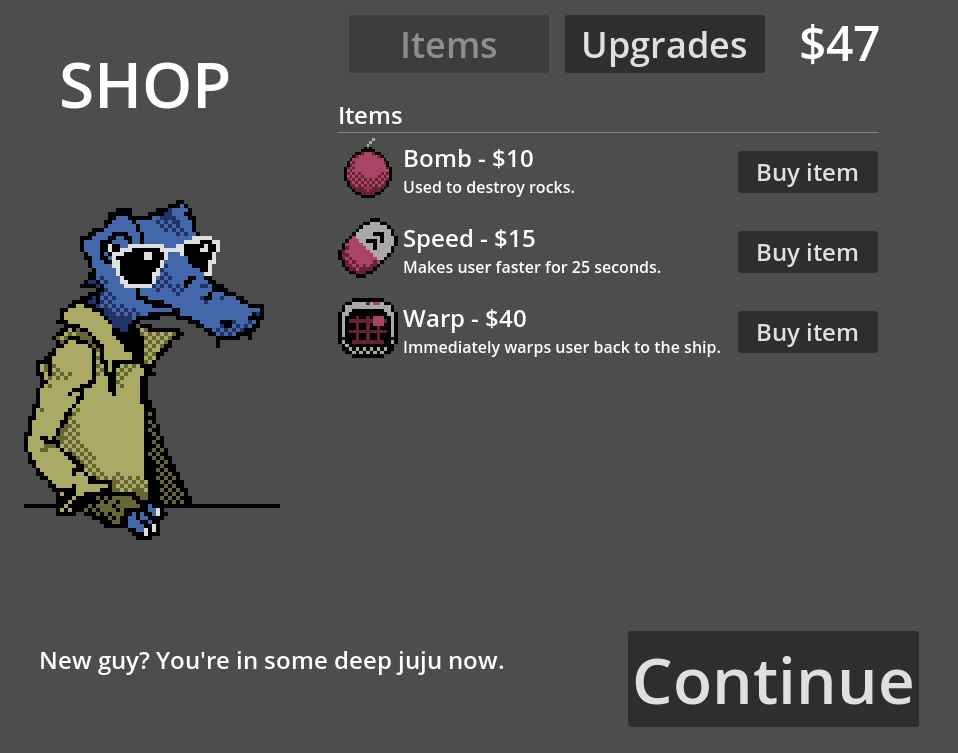 Items
Upgrades
$47
SHOP
Items
Bomb - $10
Used to destroy rocks.
Buy item
Speed - $15
Makes user faster for 25 seconds.
Buy item
Warp - $40
Immediately warps user back to the ship.
Buy item
New guy? You're in some deep juju now.
Continue